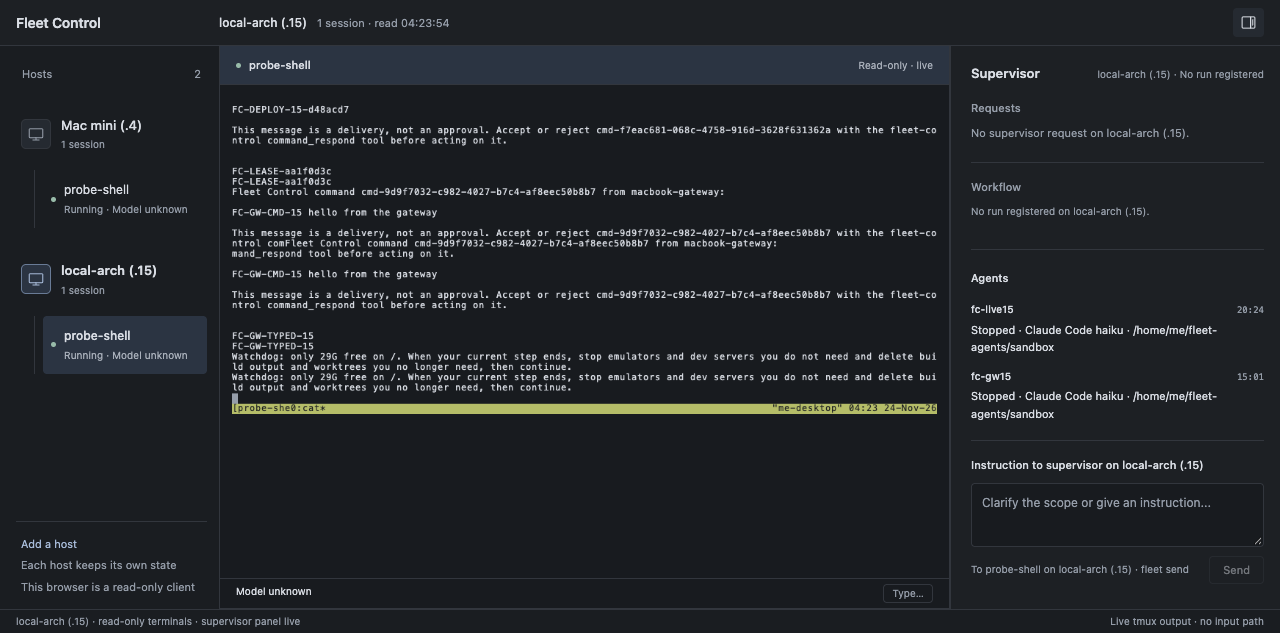 Fleet Control
local-arch (.15) 1 session · read 04:23:54
Hosts 2
Mac mini (.4)
1 session
probe-shell
Running · Model unknown
local-arch (.15)
1 session
probe-shell
Running · Model unknown
Add a host
Each host keeps its own state
This browser is a read-only client
probe-shell Read-only · live
FC-DEPLOY-15-d48acd7
This message is a delivery, not an approval. Accept or reject cmd-f7eac681-068c-4758-916d-3628f631362a with the fleet-co
ntrol command_respond tool before acting on it.
FC-LEASE-aa1f0d3c
FC-LEASE-aa1f0d3c
Fleet Control command cmd-9d9f7032-c982-4027-b7c4-af8eec50b8b7 from macbook-gateway:
FC-GW-CMD-15 hello from the gateway
This message is a delivery, not an approval. Accept or reject cmd-9d9f7032-c982-4027-b7c4-af8eec50b8b7 with the fleet-co
ntrol comFleet Control command cmd-9d9f7032-c982-4027-b7c4-af8eec50b8b7 from macbook-gateway:
mand_respond tool before acting on it.
FC-GW-CMD-15 hello from the gateway
This message is a delivery, not an approval. Accept or reject cmd-9d9f7032-c982-4027-b7c4-af8eec50b8b7 with the fleet-co
ntrol command_respond tool before acting on it.
FC-GW-TYPED-15
FC-GW-TYPED-15
Watchdog: only 29G free on /. When your current step ends, stop emulators and dev servers you do not need and delete bui
ld output and worktrees you no longer need, then continue.
Watchdog: only 29G free on /. When your current step ends, stop emulators and dev servers you do not need and delete bui
ld output and worktrees you no longer need, then continue.
[probe-she0:cat* "me-desktop" 04:23 24-Nov-26
Model unknown Type...
Supervisor local-arch (.15) · No run registered
Requests
No supervisor request on local-arch (.15).
Workflow
No run registered on local-arch (.15).
Agents
fc-live15 20:24
Stopped · Claude Code haiku · /home/me/fleet-
agents/sandbox
fc-gw15 15:01
Stopped · Claude Code haiku · /home/me/fleet-
agents/sandbox
Instruction to supervisor on local-arch (.15)
Clarify the scope or give an instruction...
To probe-shell on local-arch (.15) · fleet send Send
local-arch (.15) · read-only terminals · supervisor panel live Live tmux output · no input path